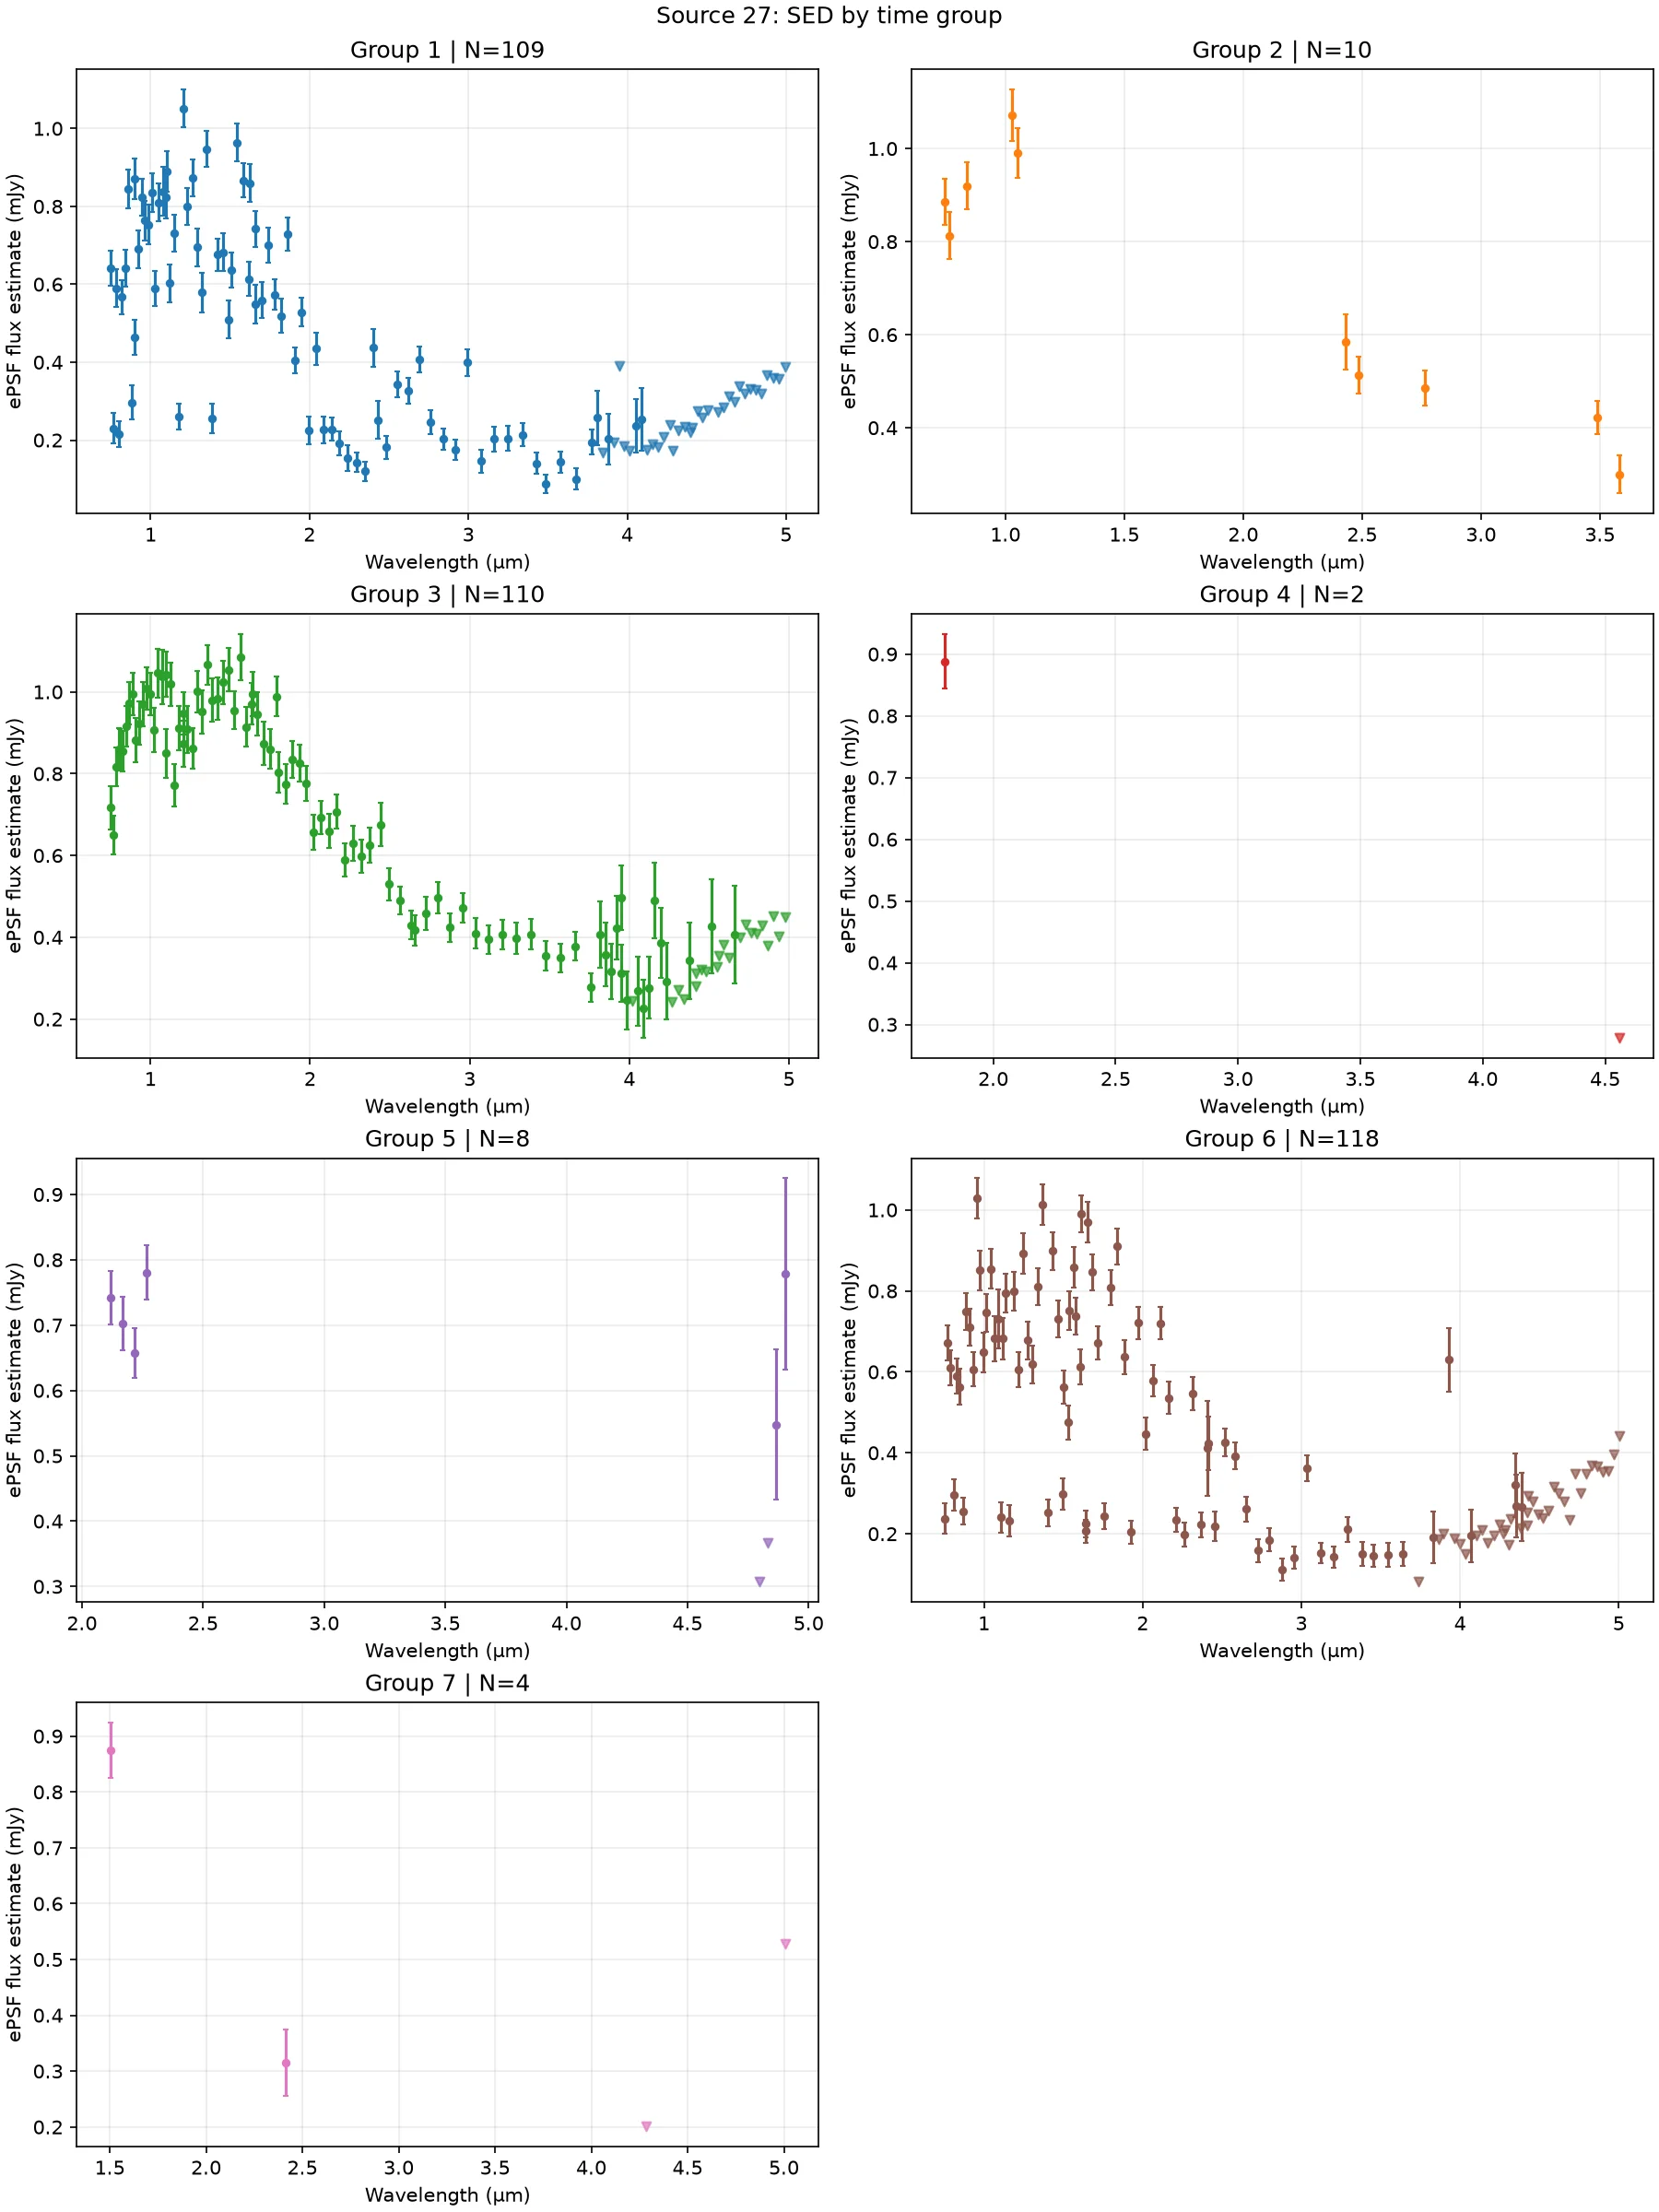 Source 27: SED by time group
Group 1 | N=109
ePSF flux estimate (mJy)
1.0
0.8
0.6
0.4
0.2
1 2 3 4 5
Wavelength (μm)
Group 2 | N=10
ePSF flux estimate (mJy)
1.0
0.8
0.6
0.4
1.0 1.5 2.0 2.5 3.0 3.5
Wavelength (μm)
Group 3 | N=110
ePSF flux estimate (mJy)
1.0
0.8
0.6
0.4
0.2
1 2 3 4 5
Wavelength (μm)
Group 4 | N=2
ePSF flux estimate (mJy)
0.9
0.8
0.7
0.6
0.5
0.4
0.3
2.0 2.5 3.0 3.5 4.0 4.5
Wavelength (μm)
Group 5 | N=8
ePSF flux estimate (mJy)
0.9
0.8
0.7
0.6
0.5
0.4
0.3
2.0 2.5 3.0 3.5 4.0 4.5 5.0
Wavelength (μm)
Group 6 | N=118
ePSF flux estimate (mJy)
1.0
0.8
0.6
0.4
0.2
1 2 3 4 5
Wavelength (μm)
Group 7 | N=4
ePSF flux estimate (mJy)
0.9
0.8
0.7
0.6
0.5
0.4
0.3
0.2
1.5 2.0 2.5 3.0 3.5 4.0 4.5 5.0
Wavelength (μm)